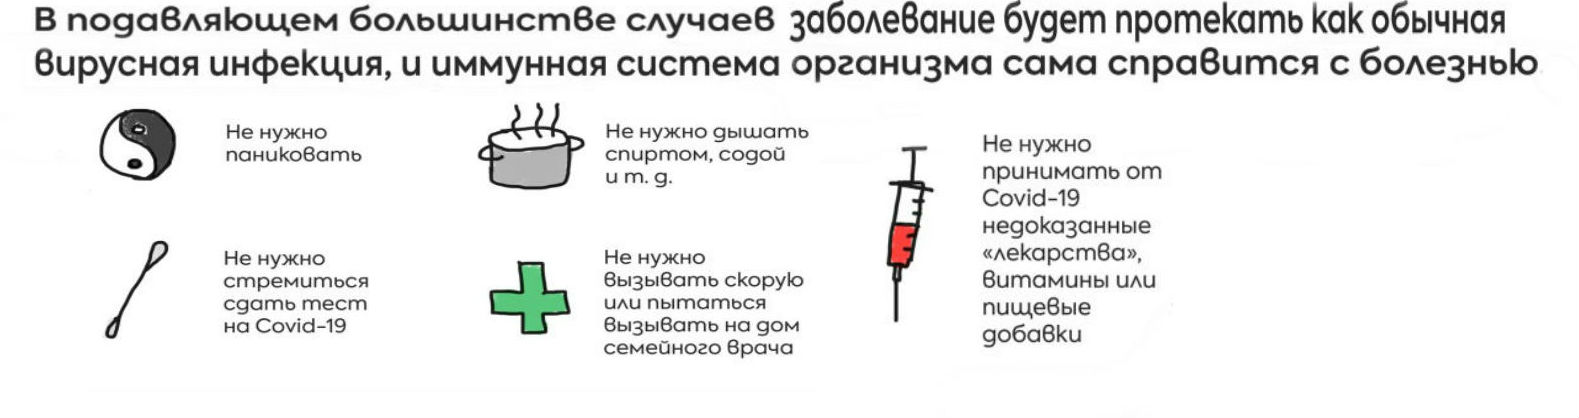 В подавляющем большинстве случаев заболевание будет протекать как обычная
вирусная инфекция, и иммунная система организма сама справится с болезнью
Не нужно
паниковать
Не нужно дышать
спиртом, содой
и т. д.
Не нужно
принимать от
Covid-19
недоказанные
«лекарства»,
витамины или
пищевые
добавки
Не нужно
стремиться
сдать тест
на Covid-19
Не нужно
вызывать скорую
или пытаться
вызывать на дом
семейного врача